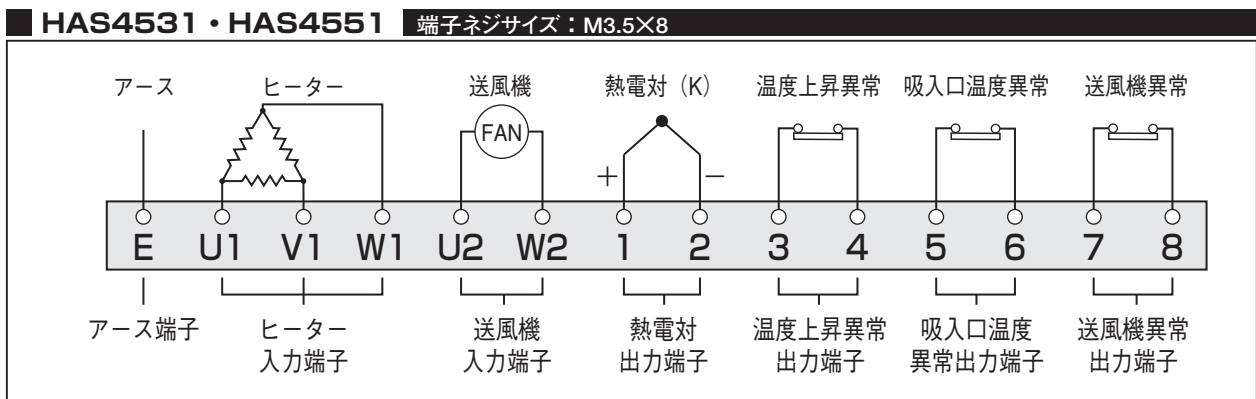 HAS4531・HAS4551 端子ネジサイズ：M3.5×8
アース ヒーター 送風機 熱電対（K） 温度上昇異常 吸入口温度異常 送風機異常
FAN
＋ －
E U1 V1 W1 U2 W2 1 2 3 4 5 6 7 8
アース端子 ヒーター 送風機 熱電対 温度上昇異常 吸入口温度 送風機異常
入力端子 入力端子 出力端子 出力端子 異常出力端子 出力端子